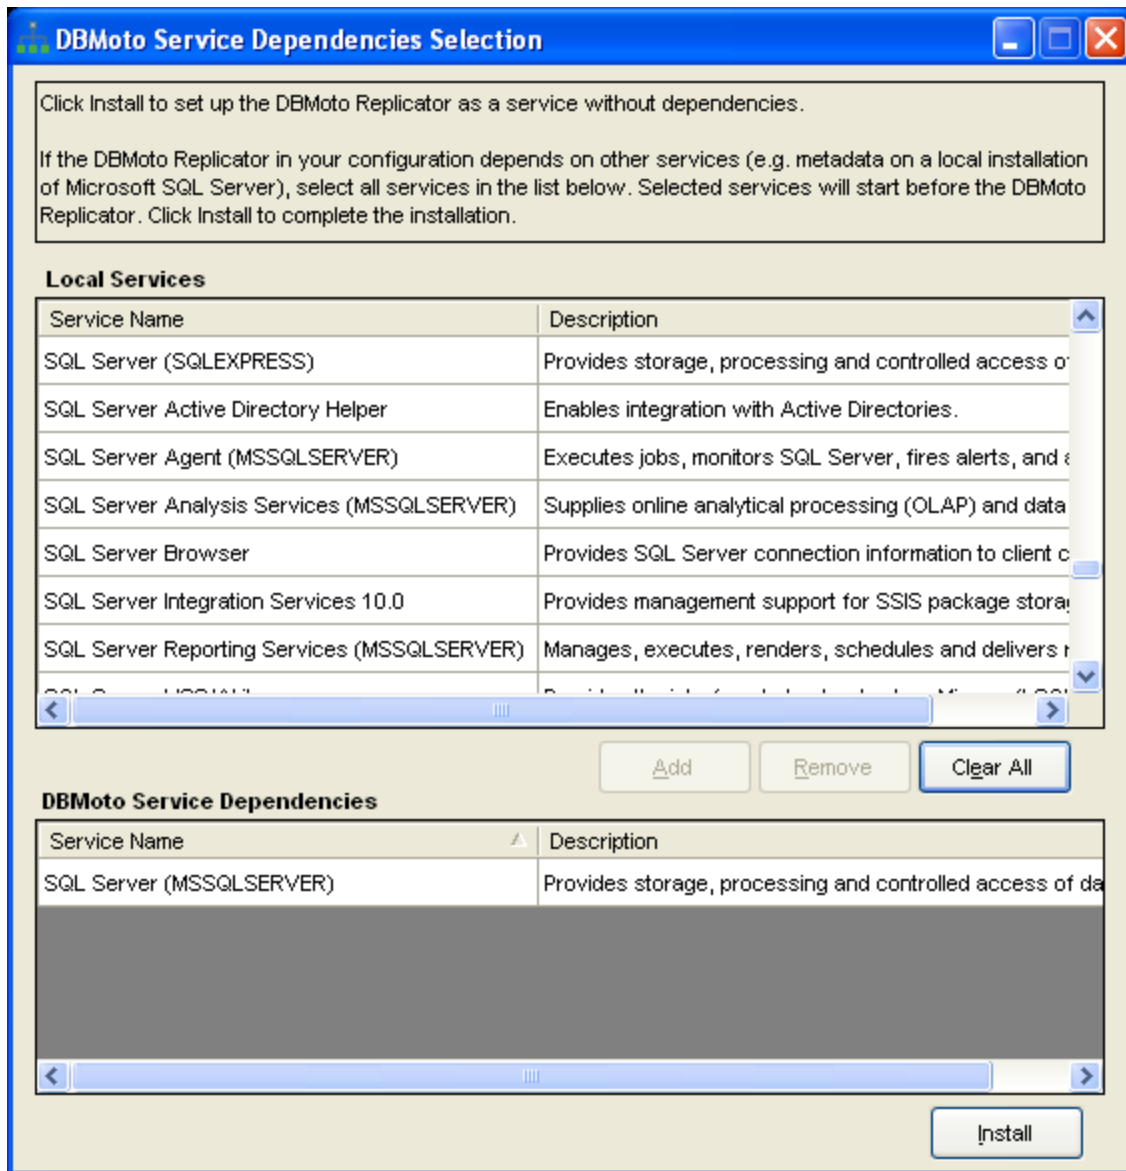 DBMoto Service Dependencies Selection
Click Install to set up the DBMoto Replicator as a service without dependencies.
If the DBMoto Replicator in your configuration depends on other services (e.g. metadata on a local installation
of Microsoft SQL Server), select all services in the list below. Selected services will start before the DBMoto
Replicator. Click Install to complete the installation.
Local Services
Service Name Description
SQL Server (SQLEXPRESS) Provides storage, processing and controlled access of
SQL Server Active Directory Helper Enables integration with Active Directories.
SQL Server Agent (MSSQLSERVER) Executes jobs, monitors SQL Server, fires alerts, and
SQL Server Analysis Services (MSSQLSERVER) Supplies online analytical processing (OLAP) and data
SQL Server Browser Provides SQL Server connection information to client
SQL Server Integration Services 10.0 Provides management support for SSIS package
SQL Server Reporting Services (MSSQLSERVER) Manages, executes, renders, schedules and delivers
Add Remove Clear All
DBMoto Service Dependencies
Service Name Description
SQL Server (MSSQLSERVER) Provides storage, processing and controlled access of da
Install